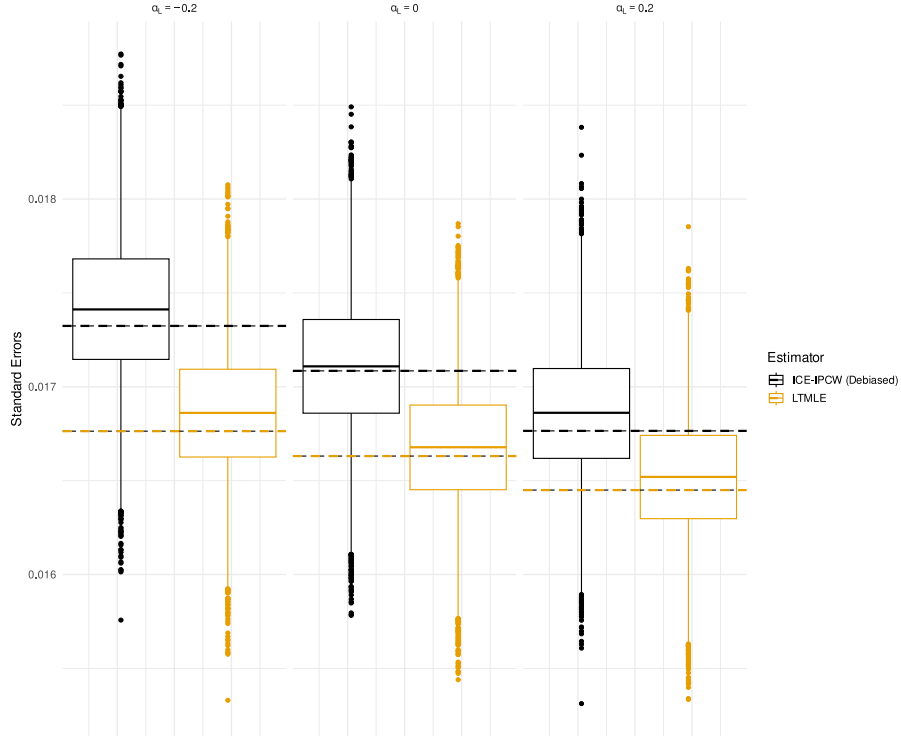 α_L = −0.2
α_L = 0
α_L = 0.2
Standard Errors
0.018
0.017
0.016
Estimator
ICE-IPCW (Debiased)
LTMLE